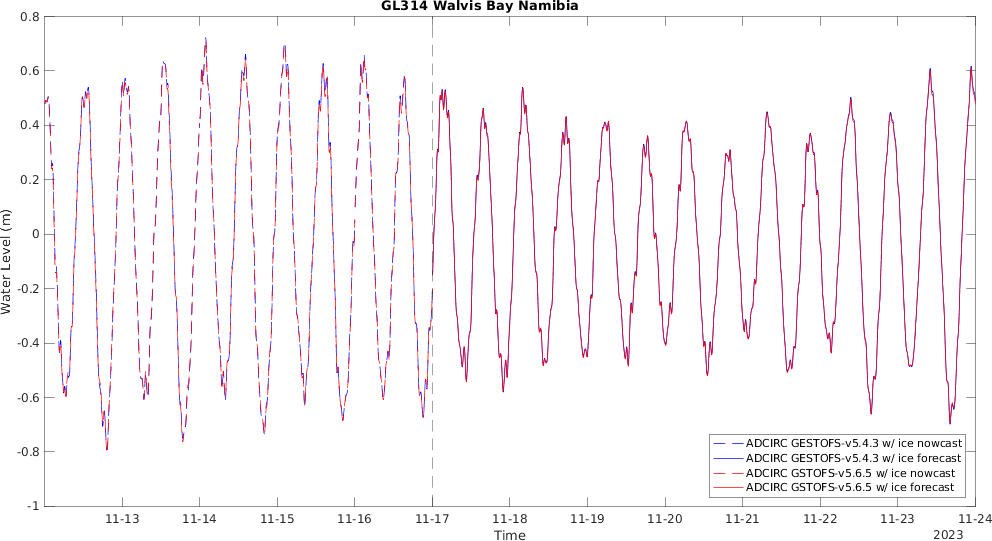 GL314 Walvis Bay Namibia
0.8
0.6
0.4
0.2
0
-0.2
-0.4
-0.6
-0.8
-1
Water Level (m)
11-13 11-14 11-15 11-16 11-17 11-18 11-19 11-20 11-21 11-22 11-23 11-24
Time
2023
ADCIRC GESTOFS-v5.4.3 w/ ice nowcast
ADCIRC GESTOFS-v5.4.3 w/ ice forecast
ADCIRC GSTOFS-v5.6.5 w/ ice nowcast
ADCIRC GSTOFS-v5.6.5 w/ ice forecast